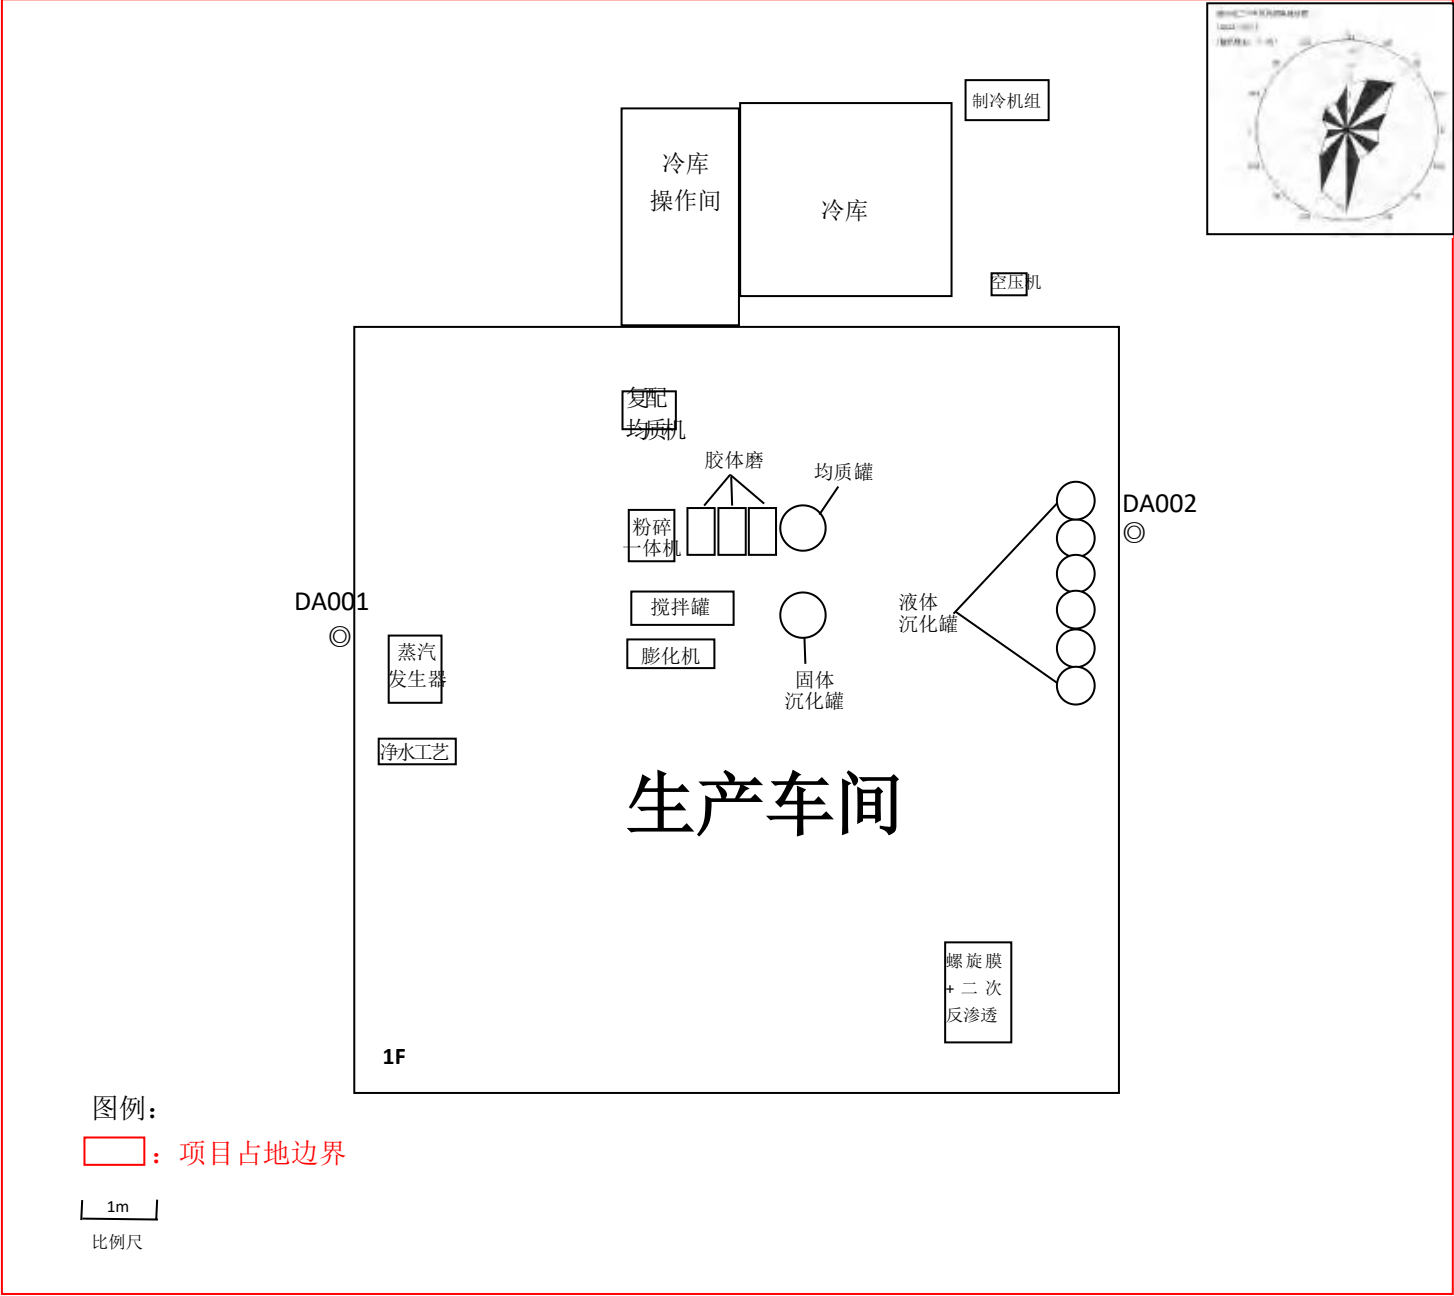 制冷机组
冷库
操作间
冷库
空压机
复配
均质机
胶体磨
均质罐
粉碎
一体机
DA002
◎
搅拌罐
液体
沉化罐
DA001
◎
膨化机
蒸汽
发生器
固体
沉化罐
净水工艺
生产车间
螺旋膜
+二次
反渗透
1F
图例：
：项目占地边界
1m
比例尺